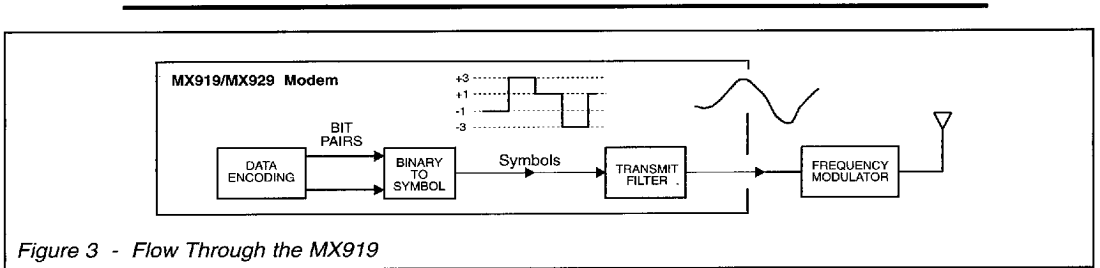 MX919/MX929 Modem
+3
+1
-1
-3
BIT
PAIRS
DATA
ENCODING
BINARY
TO
SYMBOL
Symbols
TRANSMIT
FILTER
FREQUENCY
MODULATOR
Figure 3 - Flow Through the MX919